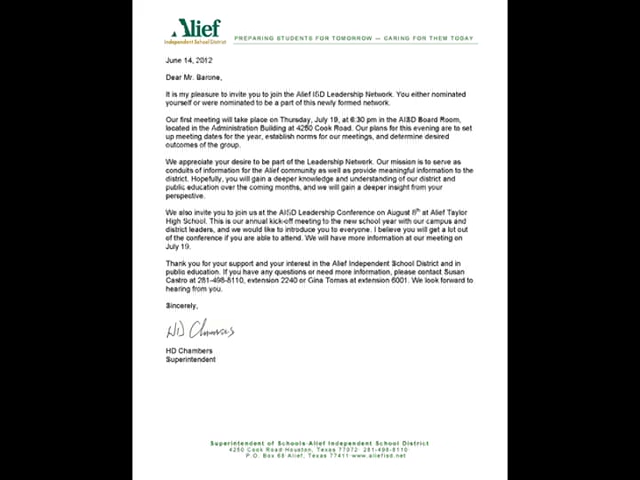 Alief
Independent School District
PREPARING STUDENTS FOR TOMORROW — CARING FOR THEM TODAY
June 14, 2012
Dear Mr. Barone,
It is my pleasure to invite you to join the Alief ISD Leadership Network. You either nominated
yourself or were nominated to be a part of this newly formed network.
Our first meeting will take place on Thursday, July 19, at 6:30 pm in the AISD Board Room,
located in the Administration Building at 4250 Cook Road. Our plans for this evening are to set
up meeting dates for the year, establish norms for our meetings, and determine desired
outcomes of the group.
We appreciate your desire to be part of the Leadership Network. Our mission is to serve as
conduits of information for the Alief community as well as provide meaningful information to the
district. Hopefully, you will gain a deeper knowledge and understanding of our district and
public education over the coming months, and we will gain a deeper insight from your
perspective.
We also invite you to join us at the AISD Leadership Conference on August 8th at Alief Taylor
High School. This is our annual kick-off meeting to the new school year with our campus and
district leaders, and we would like to introduce you to everyone. I believe you will get a lot out
of the conference if you are able to attend. We will have more information at our meeting on
July 19.
Thank you for your support and your interest in the Alief Independent School District and in
public education. If you have any questions or need more information, please contact Susan
Castro at 281-498-8110, extension 2240 or Gina Tomas at extension 6001. We look forward to
hearing from you.
Sincerely,
HD Chambers
HD Chambers
Superintendent
Superintendent of Schools·Alief Independent School District
4250 Cook Road Houston, Texas 77072 281-498-8110
P.O. Box 68 Alief, Texas 77411 www.aliefisd.net